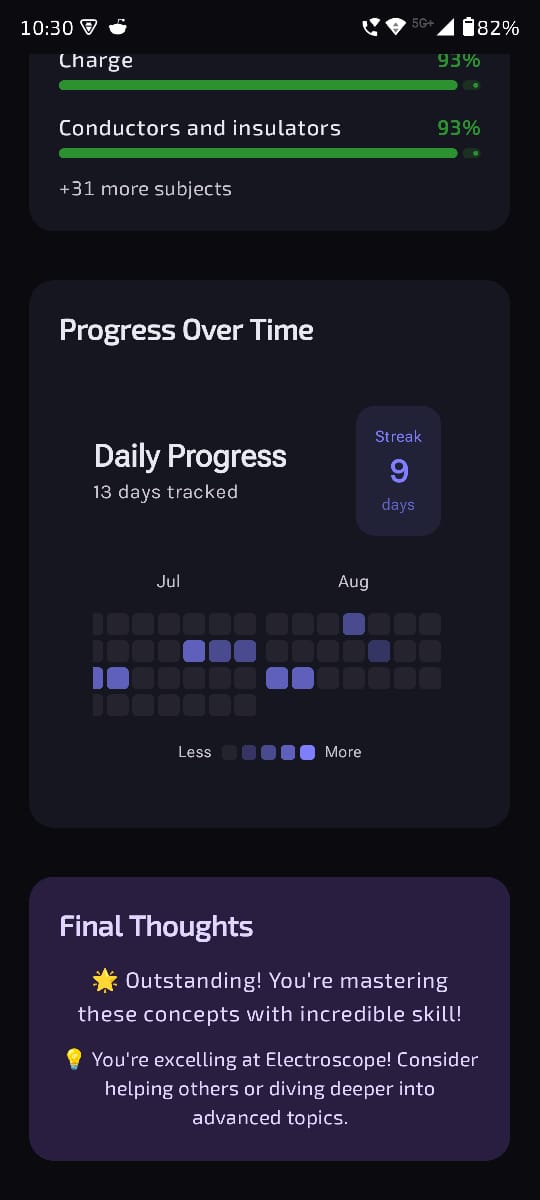 10:30
5G+
82%
Charge 93%
Conductors and insulators 93%
+31 more subjects
Progress Over Time
Daily Progress
13 days tracked
Streak
9
days
Jul Aug
Less More
Final Thoughts
🌟 Outstanding! You're mastering
these concepts with incredible skill!
💡 You're excelling at Electroscope! Consider
helping others or diving deeper into
advanced topics.